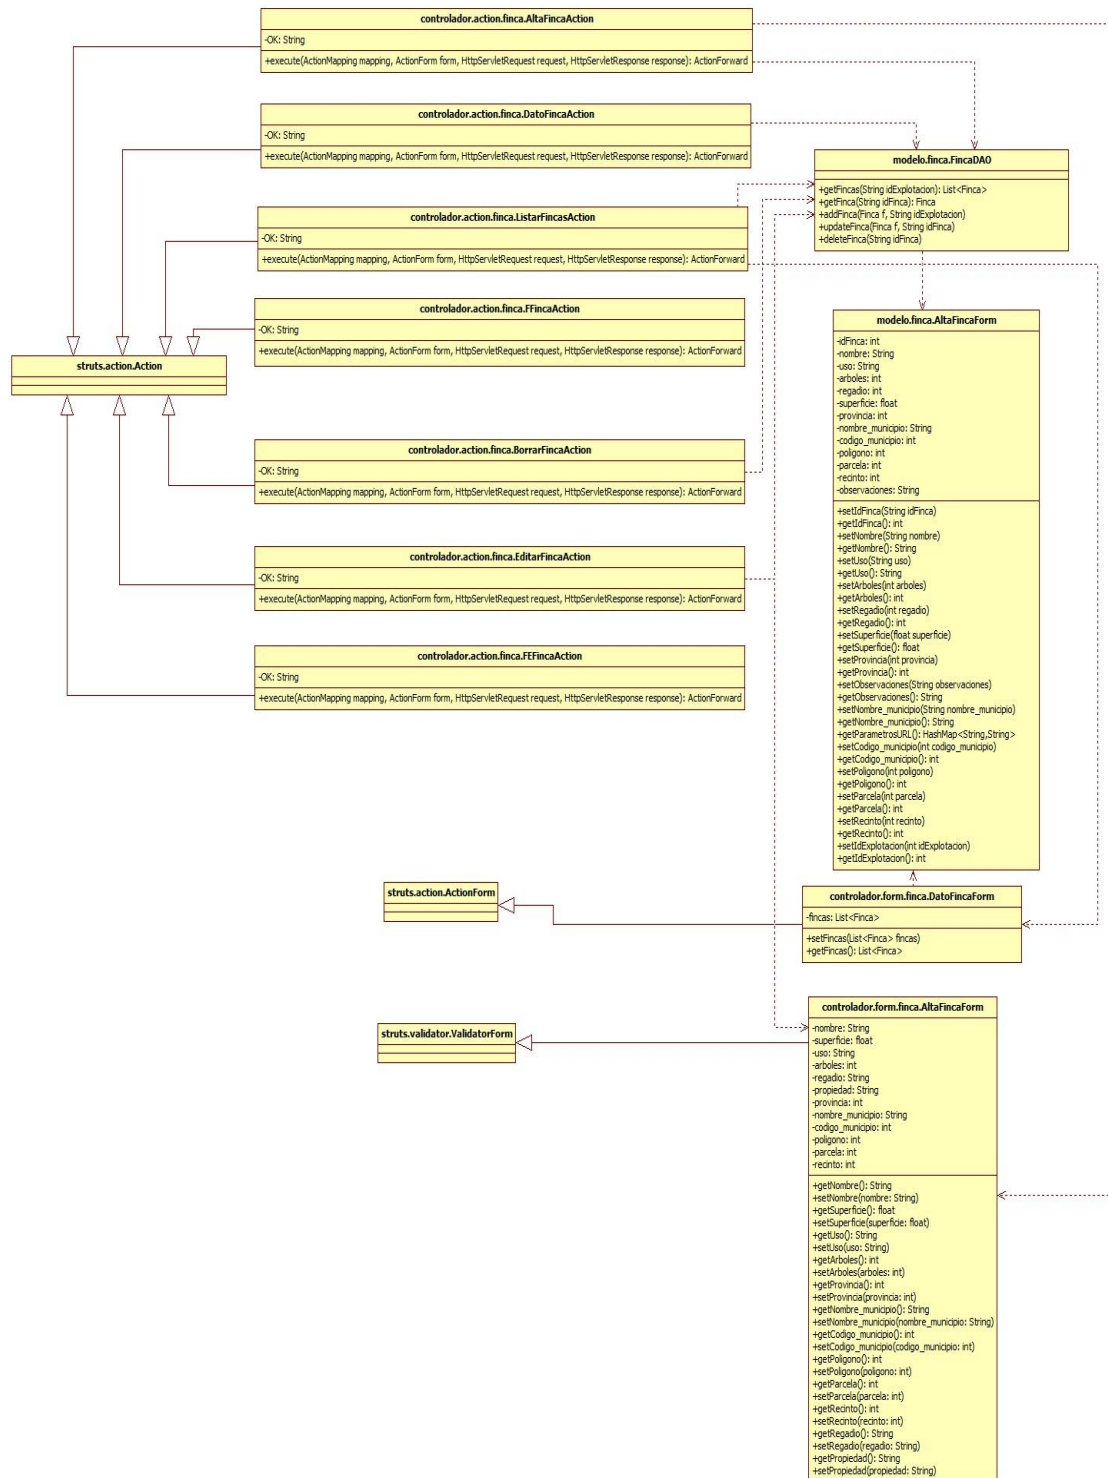 controlador.action.finca.AltaFincaAction
-OK: String
+execute(ActionMapping mapping, ActionForm form, HttpServletRequest request, HttpServletResponse response): ActionForward
controlador.action.finca.DatoFincaAction
-OK: String
+execute(ActionMapping mapping, ActionForm form, HttpServletRequest request, HttpServletResponse response): ActionForward
controlador.action.finca.ListarFincasAction
-OK: String
+execute(ActionMapping mapping, ActionForm form, HttpServletRequest request, HttpServletResponse response): ActionForward
controlador.action.finca.FFincaAction
-OK: String
+execute(ActionMapping mapping, ActionForm form, HttpServletRequest request, HttpServletResponse response): ActionForward
struts.action.Action
controlador.action.finca.BorrarFincaAction
-OK: String
+execute(ActionMapping mapping, ActionForm form, HttpServletRequest request, HttpServletResponse response): ActionForward
controlador.action.finca.EditarFincaAction
-OK: String
+execute(ActionMapping mapping, ActionForm form, HttpServletRequest request, HttpServletResponse response): ActionForward
controlador.action.finca.FEFincaAction
-OK: String
+execute(ActionMapping mapping, ActionForm form, HttpServletRequest request, HttpServletResponse response): ActionForward
modelo.finca.FincaDAO
+getFincas(String idExplotacion): List<Finca>
+getFinca(String idFinca): Finca
+addFinca(Finca f, String idExplotacion)
+updateFinca(Finca f, String idFinca)
+deleteFinca(String idFinca)
modelo.finca.AltaFincaForm
-idFinca: int
-nombre: String
-uso: String
-arboles: int
-regadio: int
-superficie: float
-provincia: int
-nombre_municipio: String
-codigo_municipio: int
-poligono: int
-parcela: int
-recinto: int
-observaciones: String
+setIdFinca(String idFinca)
+getIdFinca(): int
+setNombre(String nombre)
+getNombre(): String
+setUso(String uso)
+getUso(): String
+setArboles(int arboles)
+getArboles(): int
+setRegadio(int regadio)
+getRegadio(): int
+setSuperficie(float superficie)
+getSuperficie(): float
+setProvincia(int provincia)
+getProvincia(): int
+setObservaciones(String observaciones)
+getObservaciones(): String
+setNombre_municipio(String nombre_municipio)
+getNombre_municipio(): String
+getParametrosURL(): HashMap<String,String>
+setCodigo_municipio(int codigo_municipio)
+getCodigo_municipio(): int
+setPoligono(int poligono)
+getPoligono(): int
+setParcela(int parcela)
+getParcela(): int
+setRecinto(int recinto)
+getRecinto(): int
+setIdExplotacion(int idExplotacion)
+getIdExplotacion(): int
struts.action.ActionForm
controlador.form.finca.DatoFincaForm
-fincas: List<Finca>
+setFincas(List<Finca> fincas)
+getFincas(): List<Finca>
struts.validator.ValidatorForm
controlador.form.finca.AltaFincaForm
-nombre: String
-superficie: float
-uso: String
-arboles: int
-regadio: String
-propiedad: String
-provincia: int
-nombre_municipio: String
-codigo_municipio: int
-poligono: int
-parcela: int
-recinto: int
+getNombre(): String
+setNombre(nombre: String)
+getSuperficie(): float
+setSuperficie(superficie: float)
+getUso(): String
+setUso(uso: String)
+getArboles(): int
+setArboles(arboles: int)
+getProvincia(): int
+setProvincia(provincia: int)
+getNombre_municipio(): String
+setNombre_municipio(nombre_municipio: String)
+getCodigo_municipio(): int
+setCodigo_municipio(codigo_municipio: int)
+getPoligono(): int
+setPoligono(poligono: int)
+getParcela(): int
+setParcela(parcela: int)
+getRecinto(): int
+setRecinto(recinto: int)
+getRegadio(): String
+setRegadio(regadio: String)
+getPropiedad(): String
+setPropiedad(propiedad: String)